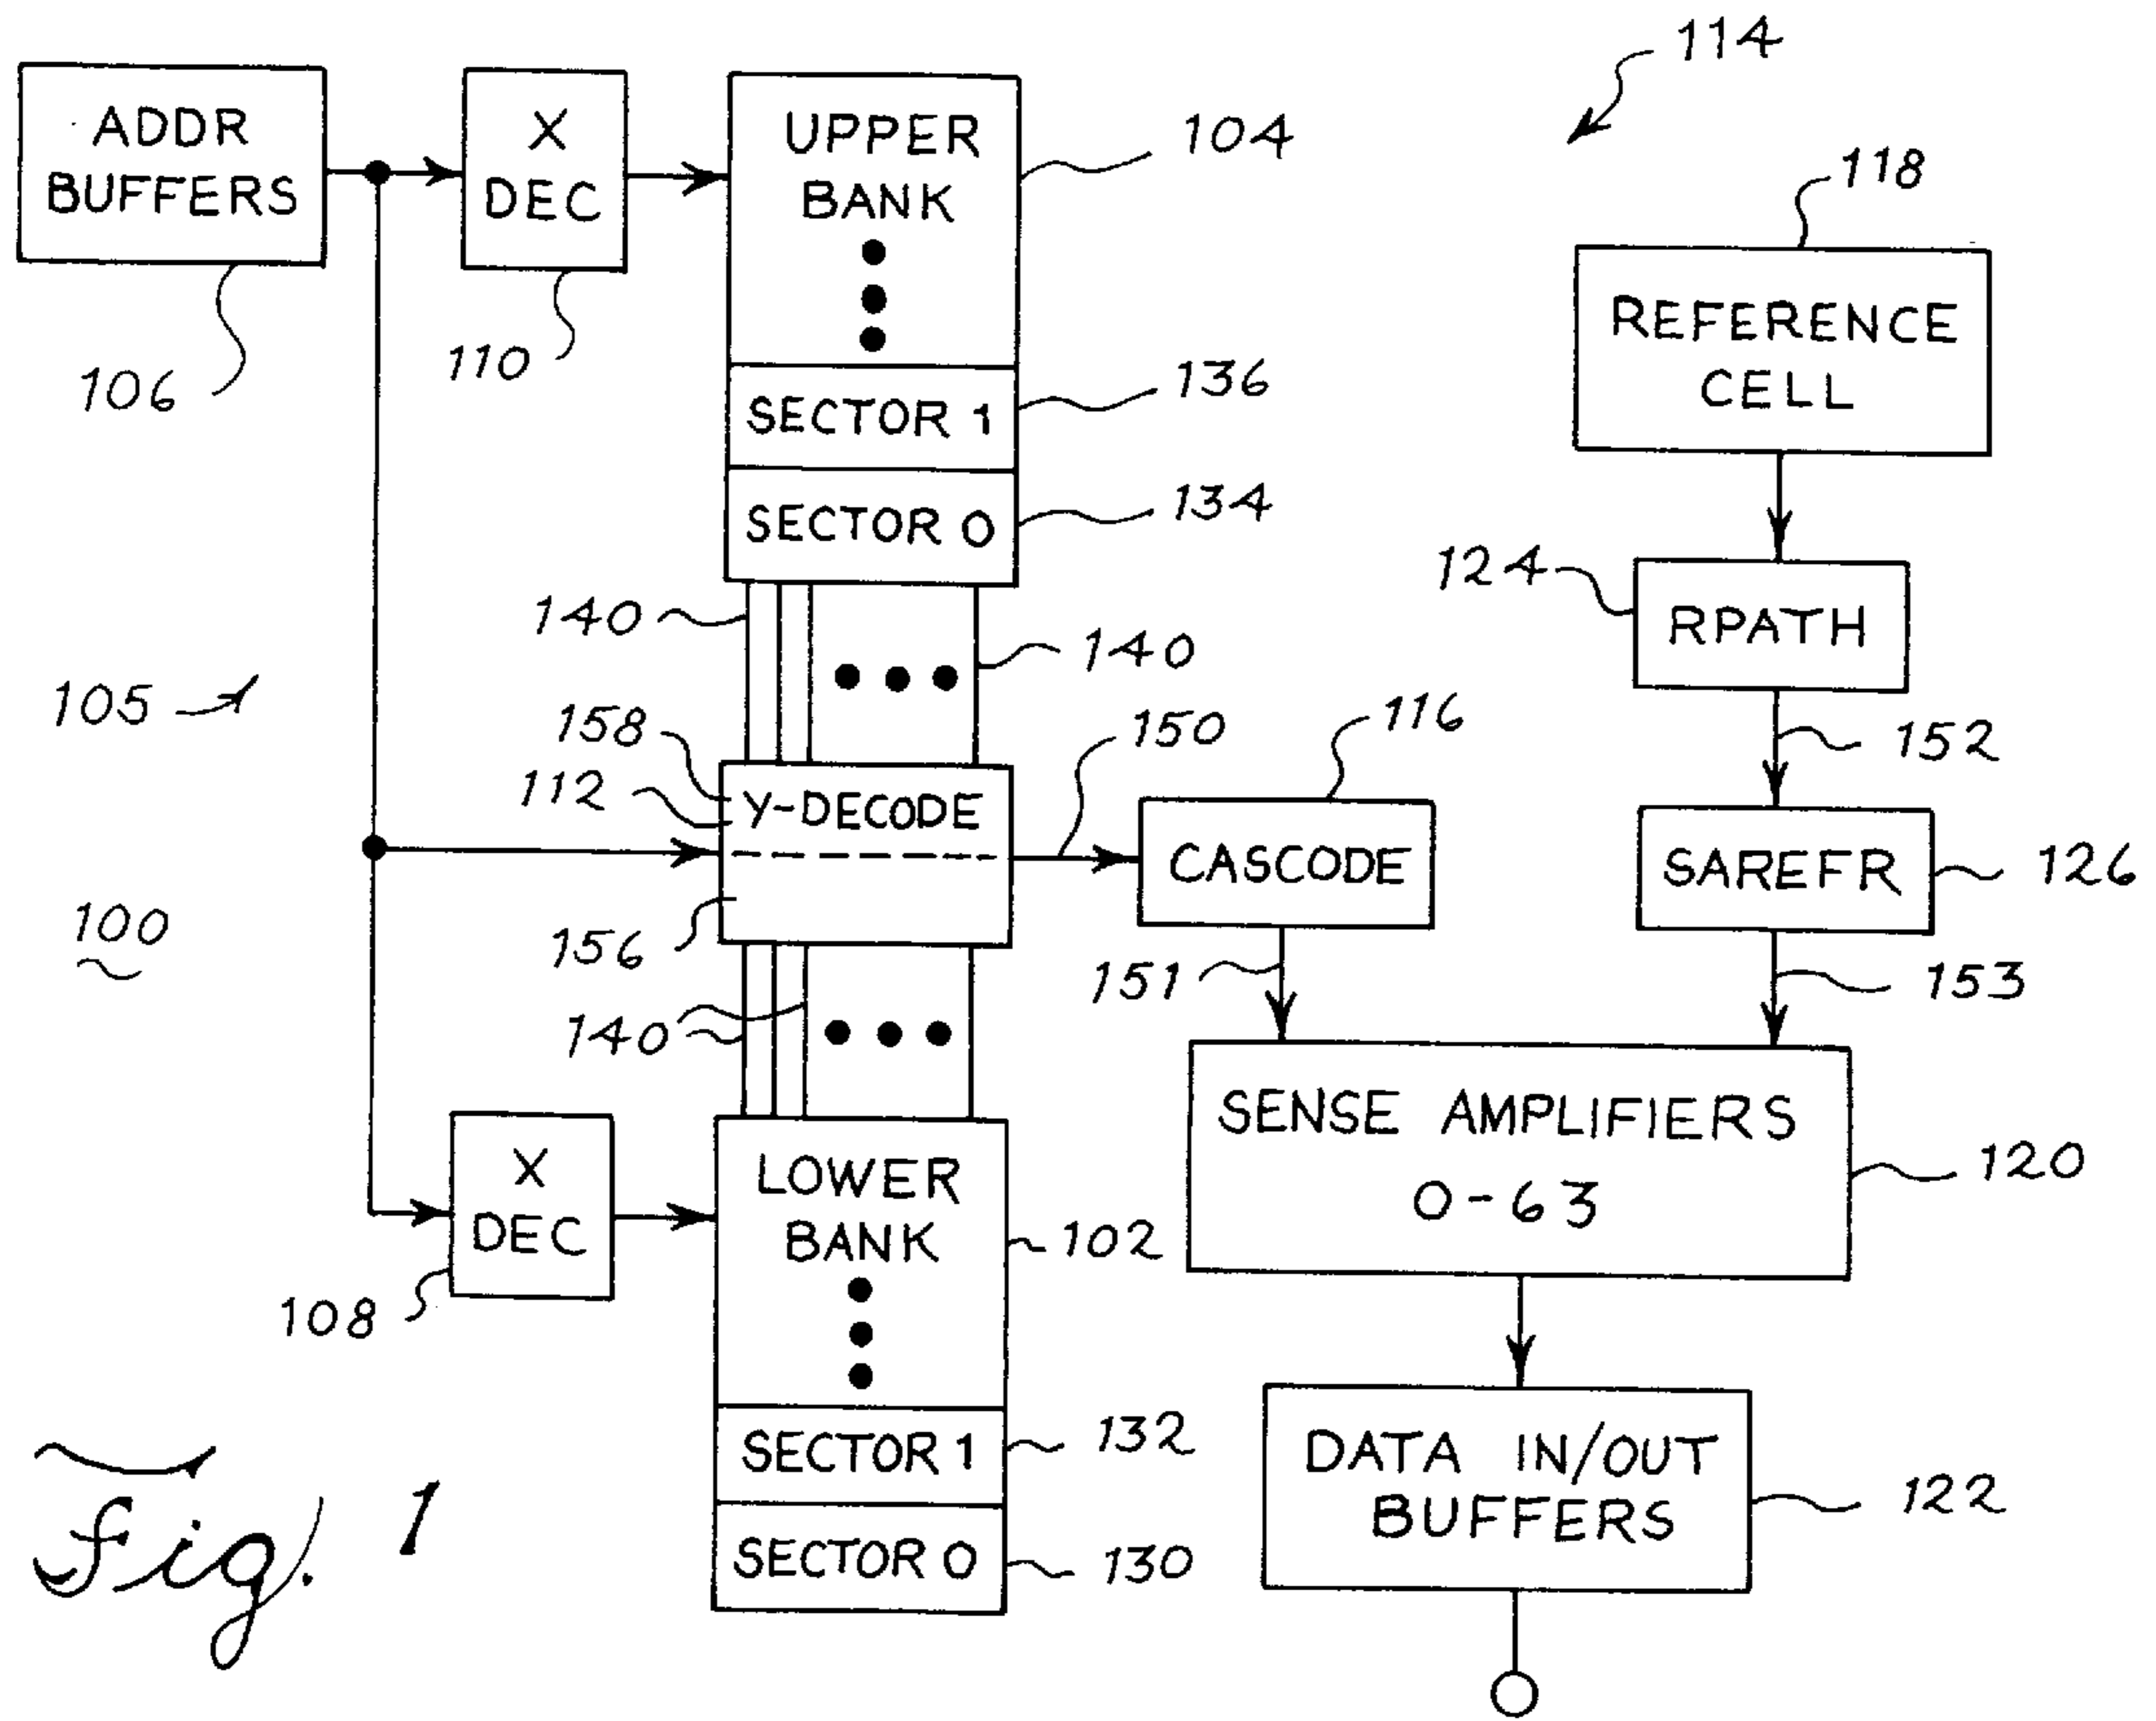 114
ADDR
BUFFERS
X
DEC
UPPER
BANK
104
118
106
110
REFERENCE
CELL
SECTOR 1
136
SECTOR 0
134
124
RPATH
140
140
105
158
112
Y-DECODE
150
116
152
CASCODE
SAREFR
126
100
156
151
153
140
SENSE AMPLIFIERS
0-63
120
X
DEC
108
LOWER
BANK
102
SECTOR 1
132
SECTOR 0
130
DATA IN/OUT
BUFFERS
122
Fig. 1